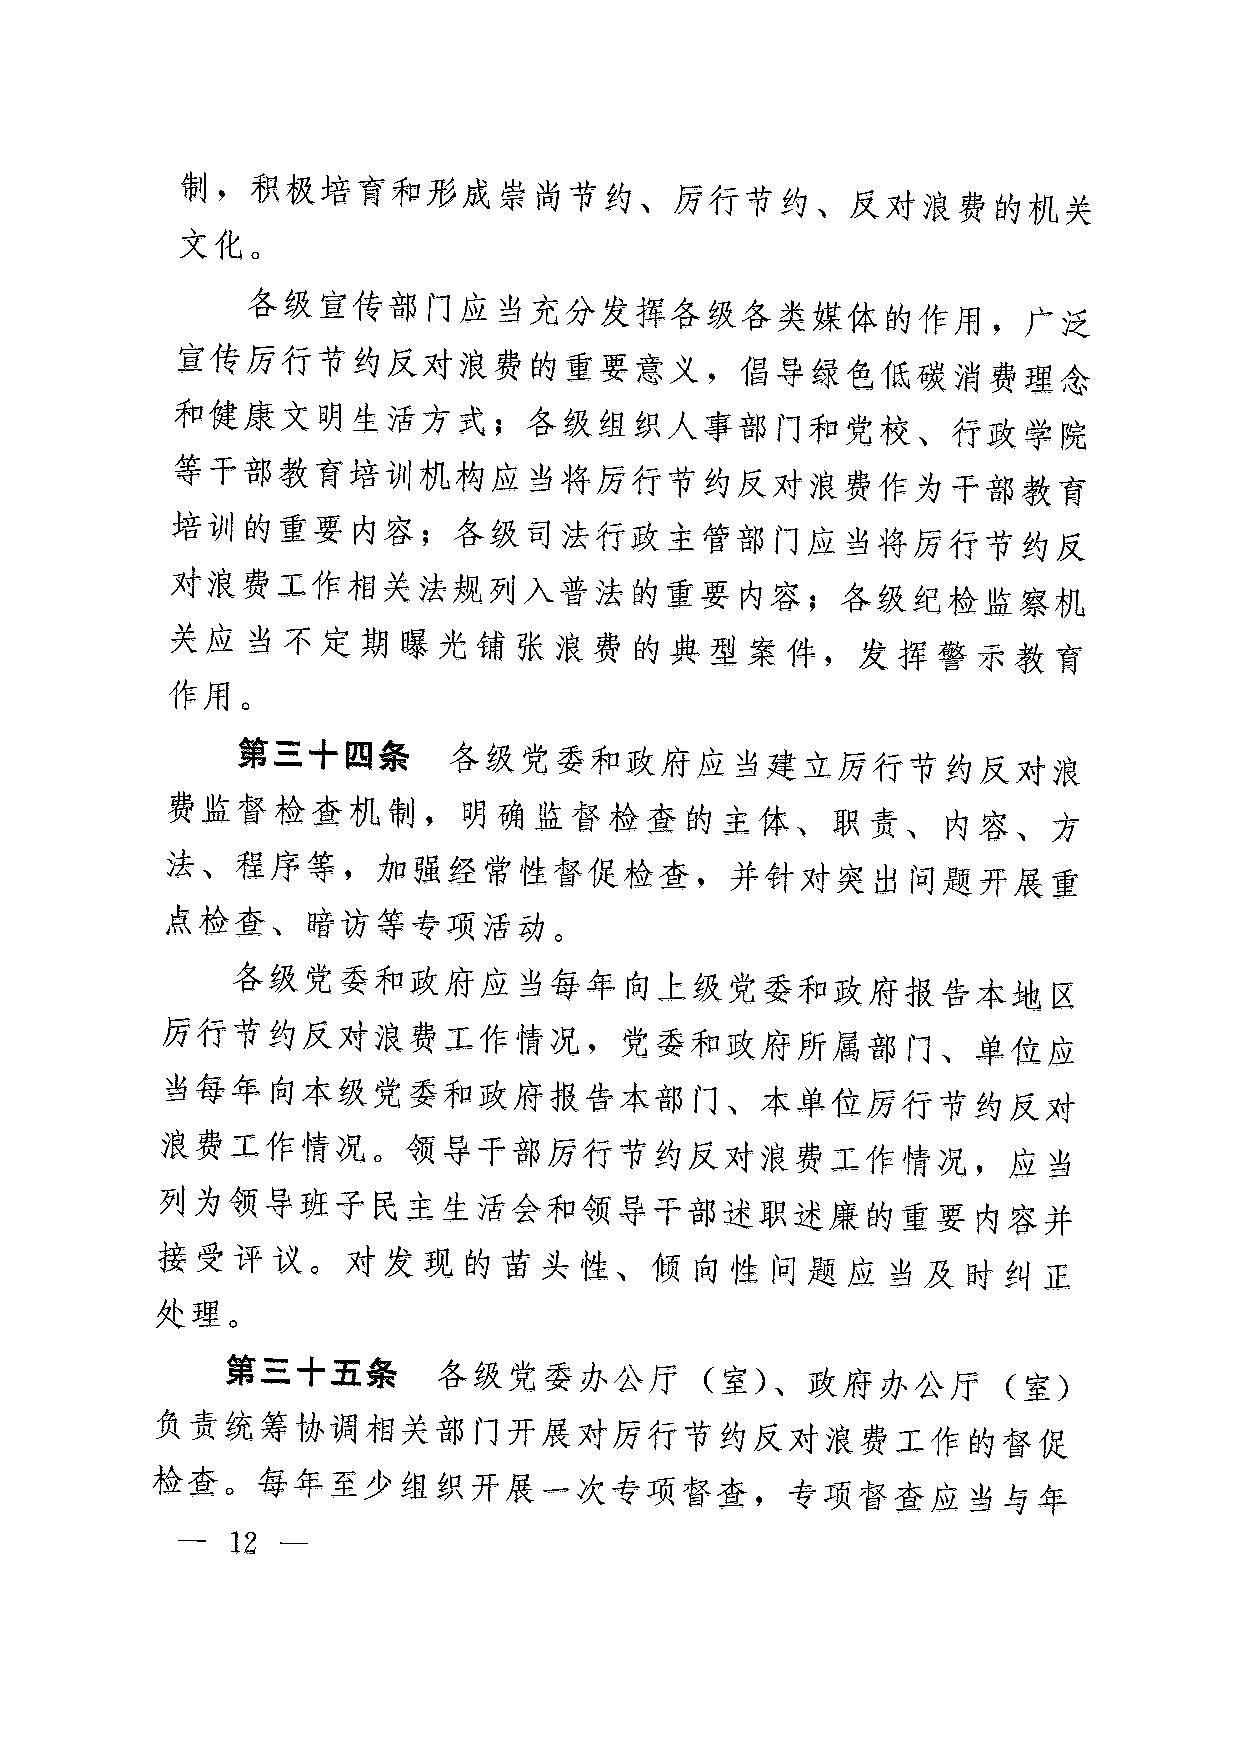 制，积极培育和形成崇尚节约、厉行节约、反对浪费的机关
文化。
各级宣传部门应当充分发挥各级各类媒体的作用，广泛
宣传厉行节约反对浪费的重要意义，倡导绿色低碳消费理念
和健康文明生活方式；各级组织人事部门和党校、行政学院
等干部教育培训机构应当将厉行节约反对浪费作为干部教育
培训的重要内容；各级司法行政主管部门应当将厉行节约反
对浪费工作相关法规列入普法的重要内容；各级纪检监察机
关应当不定期曝光铺张浪费的典型案件，发挥警示教育
作用。
第三十四条 各级党委和政府应当建立厉行节约反对浪
费监督检查机制，明确监督检查的主体、职责、内容、方
法、程序等，加强经常性督促检查，并针对突出问题开展重
点检查、暗访等专项活动。
各级党委和政府应当每年向上级党委和政府报告本地区
厉行节约反对浪费工作情况，党委和政府所属部门、单位应
当每年向本级党委和政府报告本部门、本单位厉行节约反对
浪费工作情况。领导干部厉行节约反对浪费工作情况，应当
列为领导班子民主生活会和领导干部述职述廉的重要内容并
接受评议。对发现的苗头性、倾向性问题应当及时纠正
处理。
第三十五条 各级党委办公厅（室）、政府办公厅（室）
负责统筹协调相关部门开展对厉行节约反对浪费工作的督促
检查。每年至少组织开展一次专项督查，专项督查应当与年
— 12 —